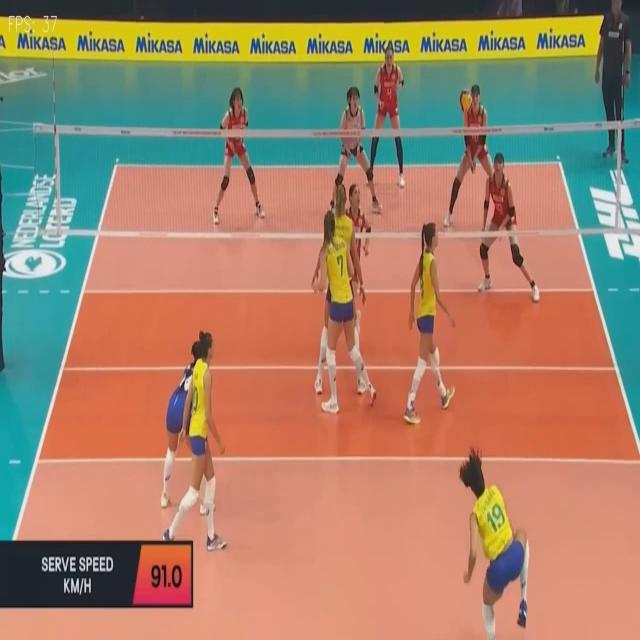 FPS: 37
MIKASA MIKASA MIKASA MIKASA MIKASA MIKASA MIKASA MIKASA MIKASA MIKASA
NEDERLANDSE
LOTERIJ
7
19
SERVE SPEED
KM/H
91.0